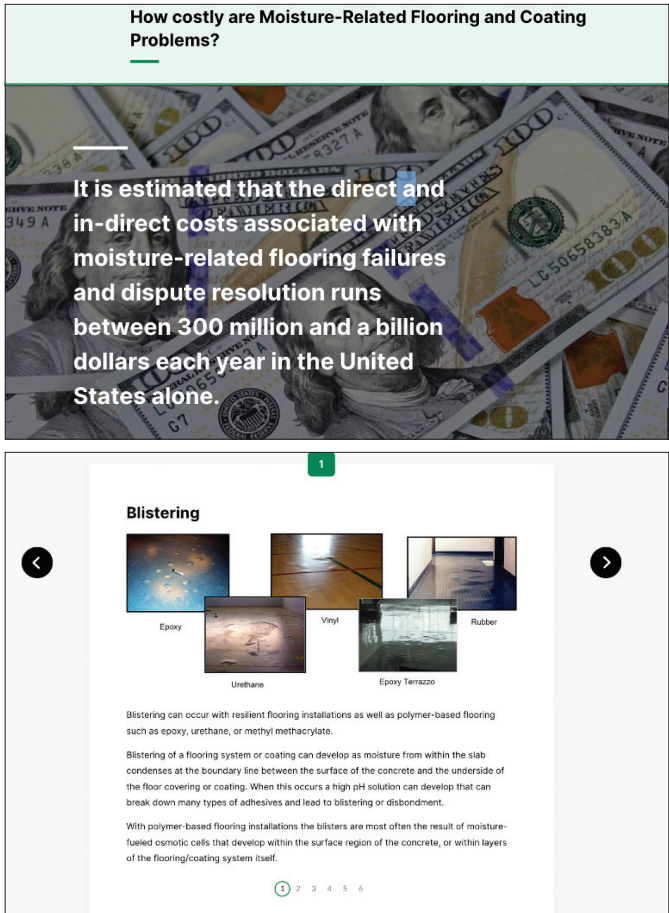 How costly are Moisture-Related Flooring and Coating
Problems?
It is estimated that the direct and
in-direct costs associated with
moisture-related flooring failures
and dispute resolution runs
between 300 million and a billion
dollars each year in the United
States alone.
1
Blistering
Epoxy
Vinyl
Rubber
Urethane
Epoxy Terrazzo
Blistering can occur with resilient flooring installations as well as polymer-based flooring
such as epoxy, urethane, or methyl methacrylate.
Blistering of a flooring system or coating can develop as moisture from within the slab
condenses at the boundary line between the surface of the concrete and the underside of
the floor covering or coating. When this occurs a high pH solution can develop that can
break down many types of adhesives and lead to blistering or disbondment.
With polymer-based flooring installations the blisters are most often the result of moisture-
fueled osmotic cells that develop within the surface region of the concrete, or within layers
of the flooring/coating system itself.
1 2 3 4 5 6